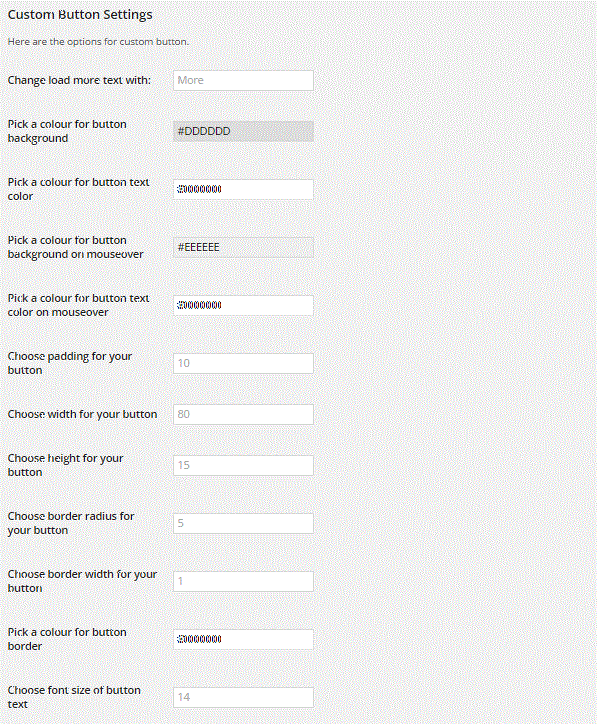 Custom Button Settings
Here are the options for custom button.
Change load more text with: More
Pick a colour for button
background #DDDDDD
Pick a colour for button text
color #000000
Pick a colour for button
background on mouseover #EEEEEE
Pick a colour for button text
color on mouseover #000000
Choose padding for your
button 10
Choose width for your button 80
Choose height for your
button 15
Choose border radius for
your button 5
Choose border width for your
button 1
Pick a colour for button
border #000000
Choose font size of button
text 14